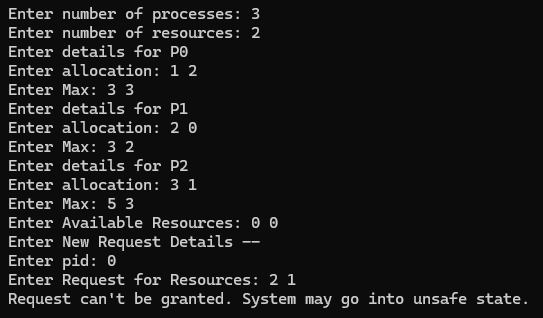 Enter number of processes: 3
Enter number of resources: 2
Enter details for P0
Enter allocation: 1 2
Enter Max: 3 3
Enter details for P1
Enter allocation: 2 0
Enter Max: 3 2
Enter details for P2
Enter allocation: 3 1
Enter Max: 5 3
Enter Available Resources: 0 0
Enter New Request Details --
Enter pid: 0
Enter Request for Resources: 2 1
Request can't be granted. System may go into unsafe state.